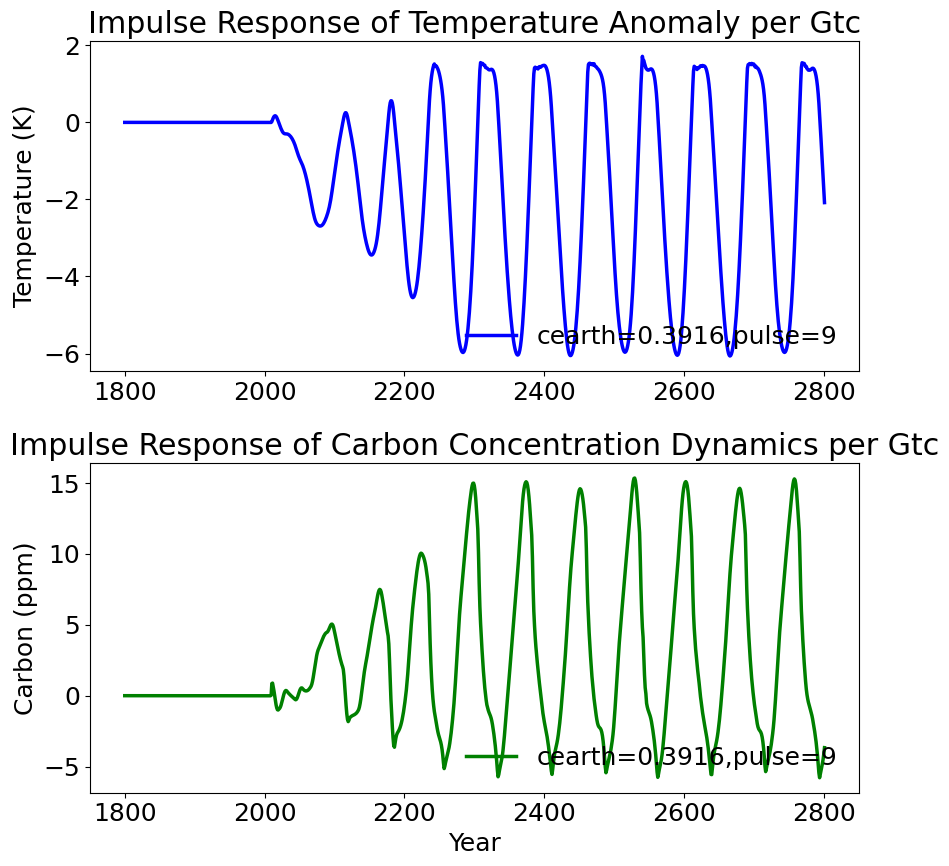 Impulse Response of Temperature Anomaly per Gtc
Temperature (K)
2
0
−2
−4
−6
cearth=0.3916,pulse=9
1800 2000 2200 2400 2600 2800
Impulse Response of Carbon Concentration Dynamics per Gtc
Carbon (ppm)
15
10
5
0
−5
cearth=0.3916,pulse=9
1800 2000 2200 2400 2600 2800
Year